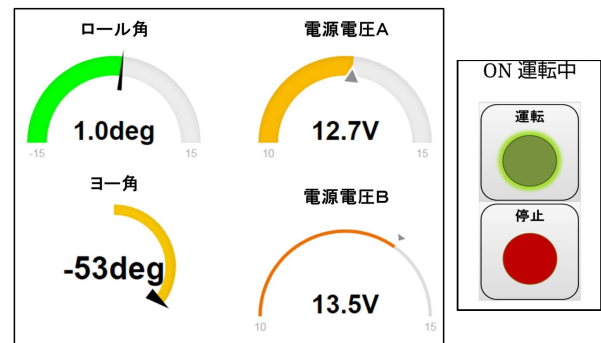 ロール角
1.0deg
-15
15
電源電圧A
12.7V
10
15
ヨー角
-53deg
電源電圧B
13.5V
10
15
ON 運転中
運転
停止